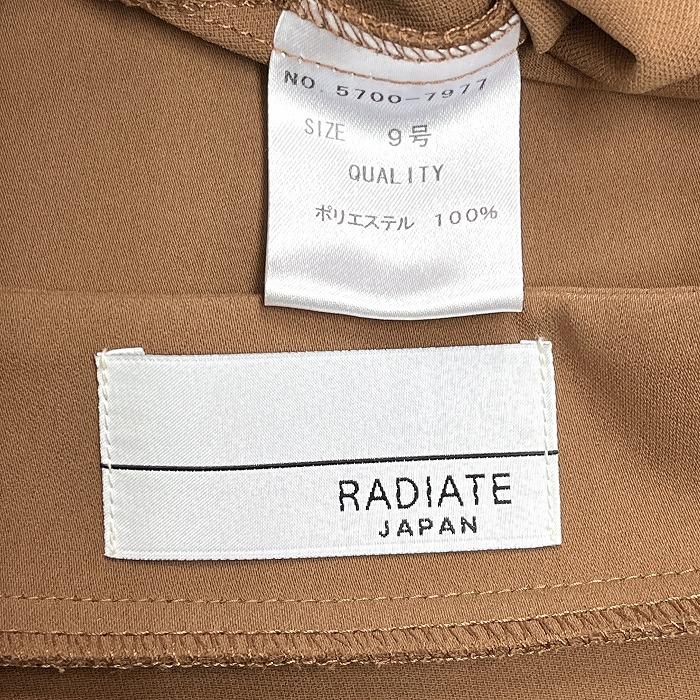 NO. 5700-7977
SIZE 9号
QUALITY
ポリエステル 100%
RADIATE
JAPAN